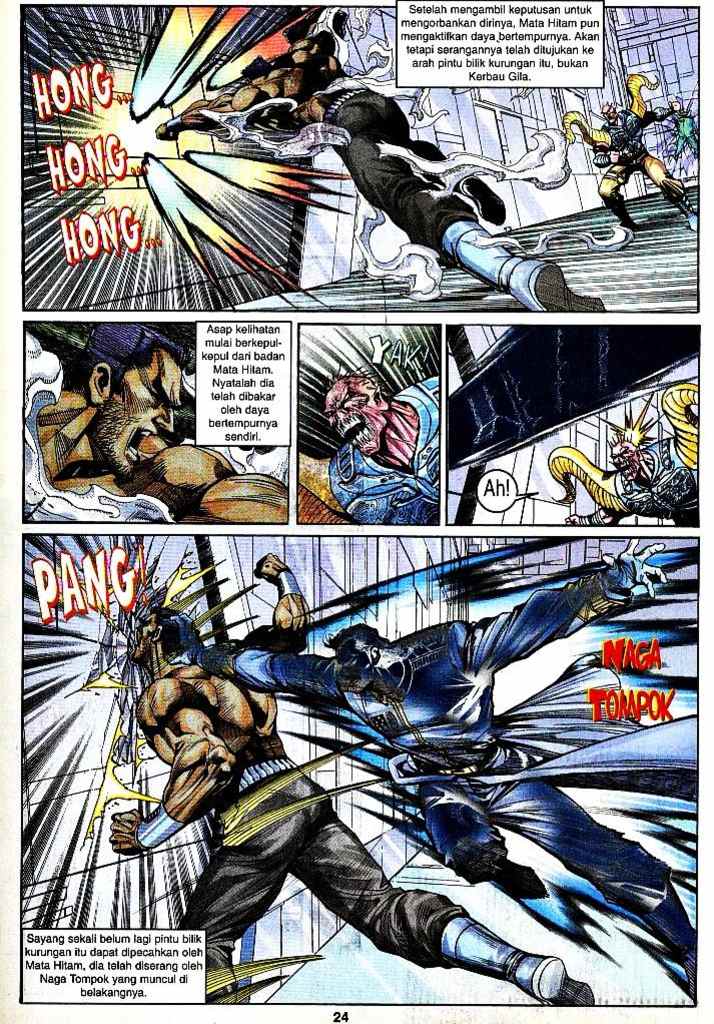 Setelah mengambil keputusan untuk
mengorbankan dirinya, Mata Hitam pun
mengaktifkan daya bertempurnya. Akan
tetapi serangannya telah ditujukan ke
arah pintu bilik kurungan itu, bukan
Kerbau Gila.
HONG...
HONG...
HONG...
Asap kelihatan
mulai berkepul-
kepul dari badan
Mata Hitam.
Nyatalah dia
telah dibakar
oleh daya
bertempurnya
sendiri.
YAK!
Ah!
PANG!
NAGA
TOMPOK
Sayang sekali belum lagi pintu bilik
kurungan itu dapat dipecahkan oleh
Mata Hitam, dia telah diserang oleh
Naga Tompok yang muncul di
belakangnya.
24